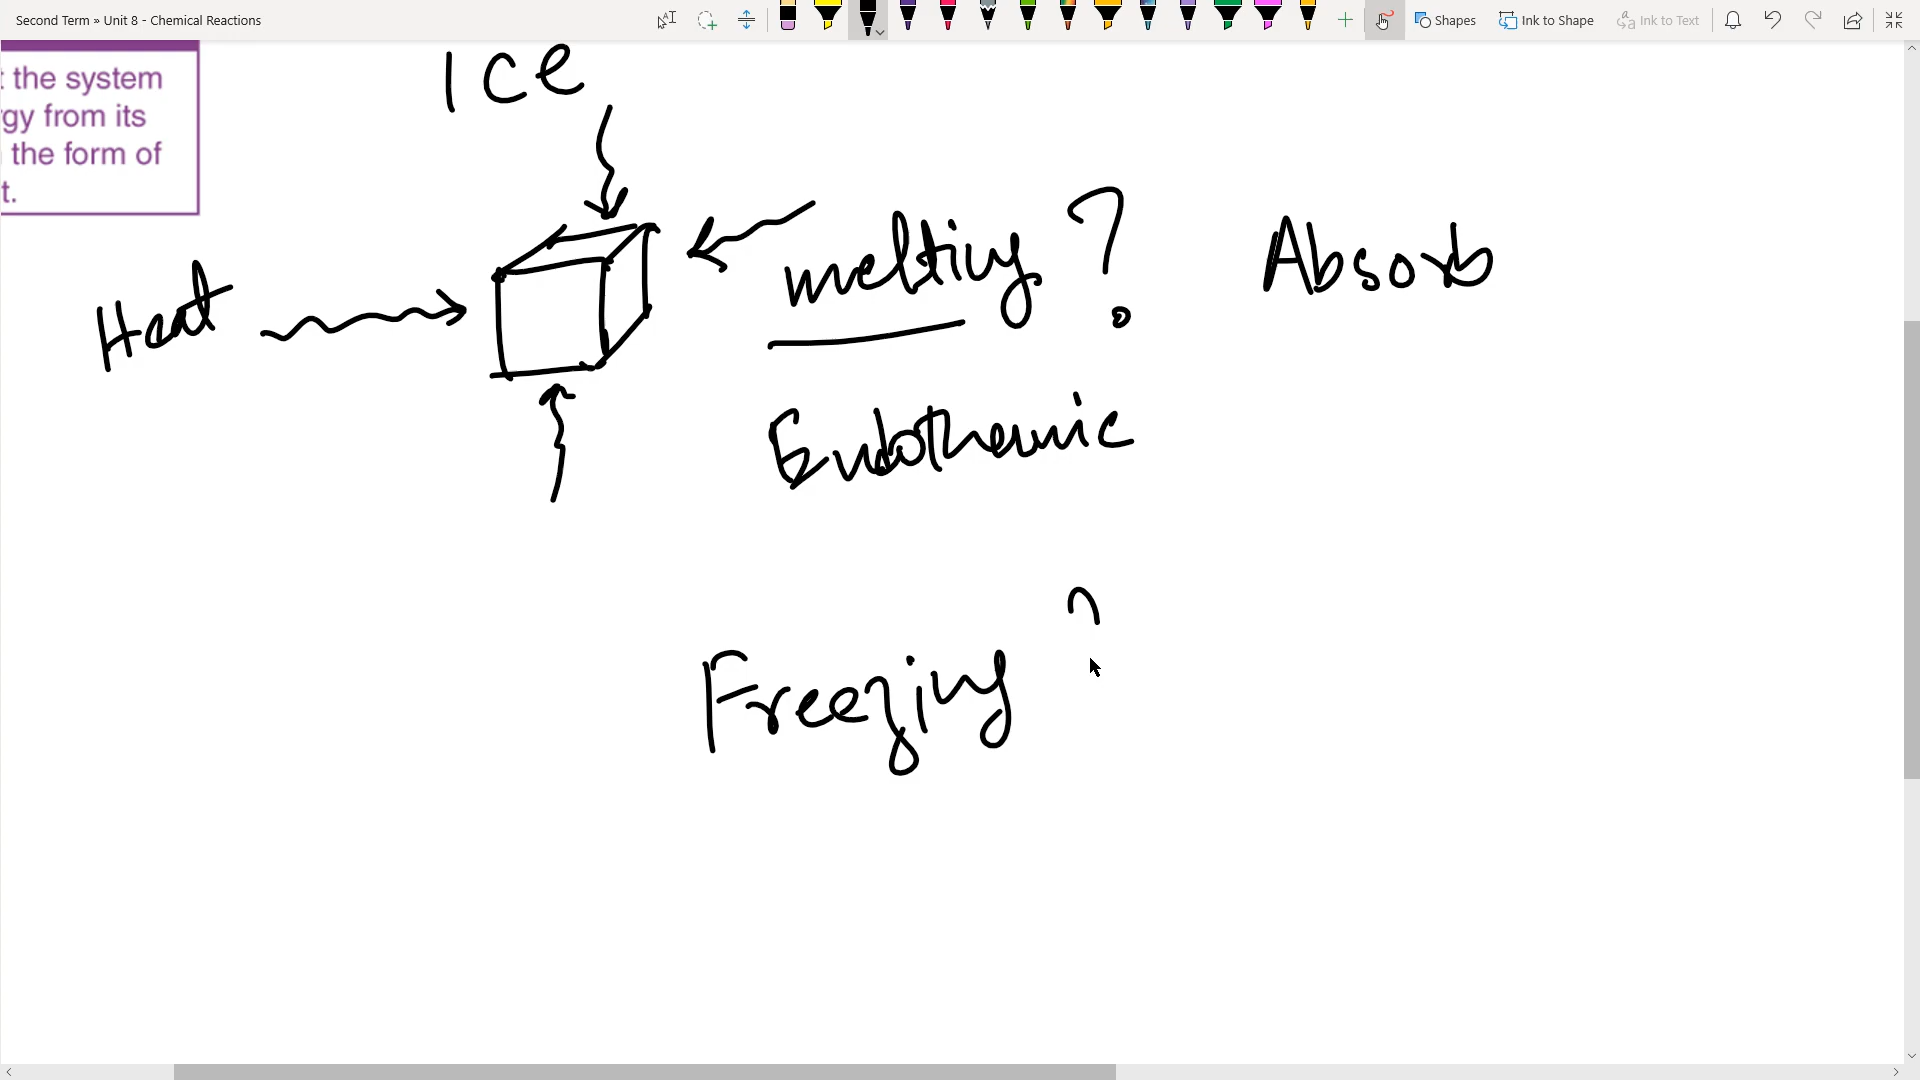 Second Term » Unit 8 - Chemical Reactions
Shapes
Ink to Shape
Ink to Text
Ice
t the system
gy from its
the form of
t.
melting ?
Absorb
Heat
Endothermic
Freezing ?